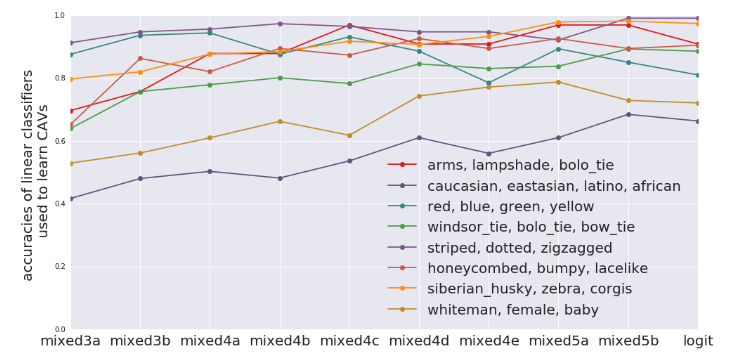 1.0
0.8
0.6
0.4
0.2
0.0
accuracies of linear classifiers
used to learn CAVs
arms, lampshade, bolo_tie
caucasian, eastasian, latino, african
red, blue, green, yellow
windsor_tie, bolo_tie, bow_tie
striped, dotted, zigzagged
honeycombed, bumpy, lacelike
siberian_husky, zebra, corgis
whiteman, female, baby
mixed3a mixed3b mixed4a mixed4b mixed4c mixed4d mixed4e mixed5a mixed5b logit